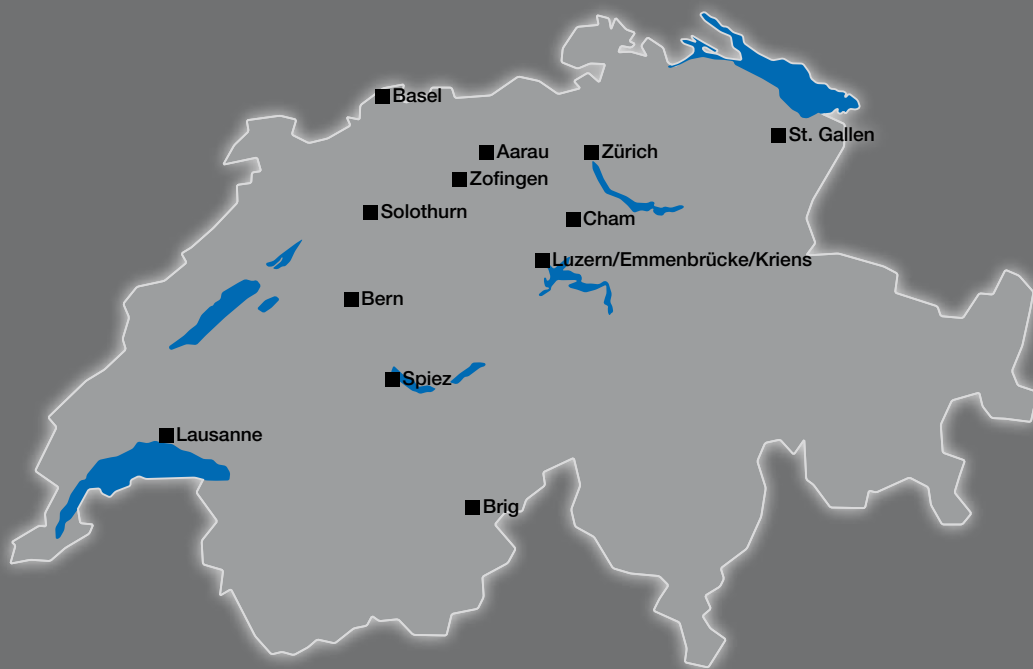 Basel
St. Gallen
Aarau
Zürich
Zofingen
Solothurn
Cham
Luzern/Emmenbrücke/Kriens
Bern
Spiez
Lausanne
Brig